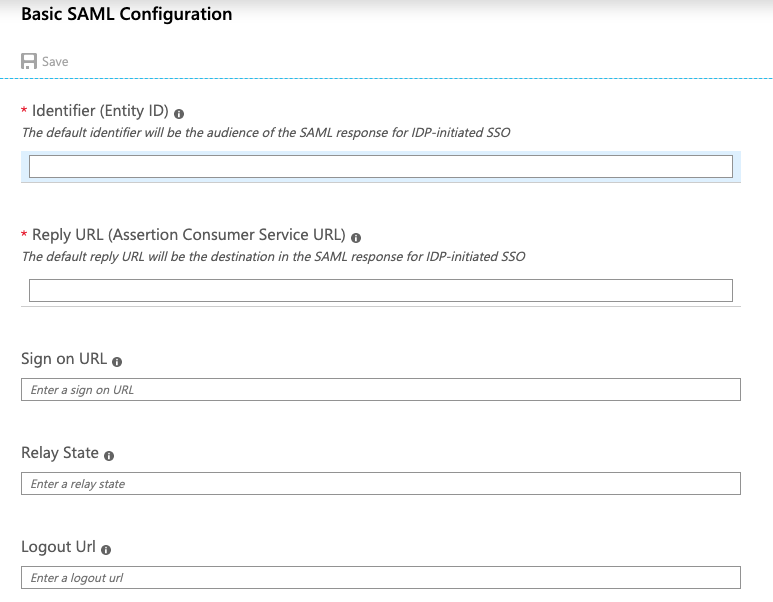 Basic SAML Configuration
Save
* Identifier (Entity ID)
The default identifier will be the audience of the SAML response for IDP-initiated SSO
* Reply URL (Assertion Consumer Service URL)
The default reply URL will be the destination in the SAML response for IDP-initiated SSO
Sign on URL
Enter a sign on URL
Relay State
Enter a relay state
Logout Url
Enter a logout url